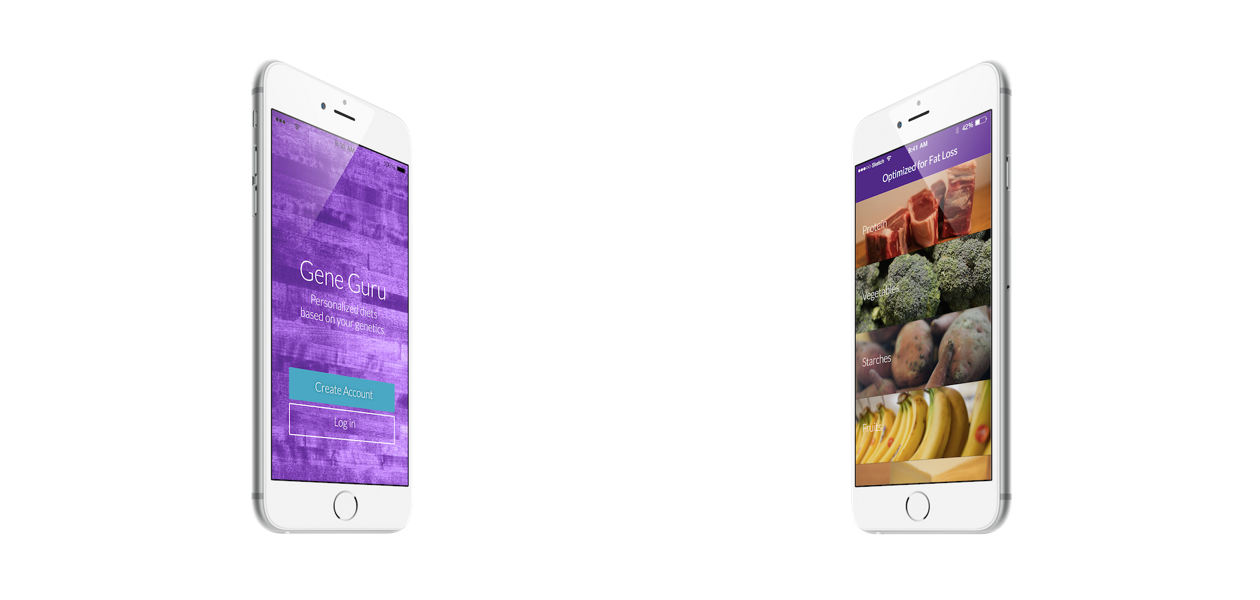 Gene Guru
Personalized diets
based on your genetics
Create Account
Log in
Sketch
9:41 AM
42%
Optimized for Fat Loss
Protein
Vegetables
Starches
Fruits